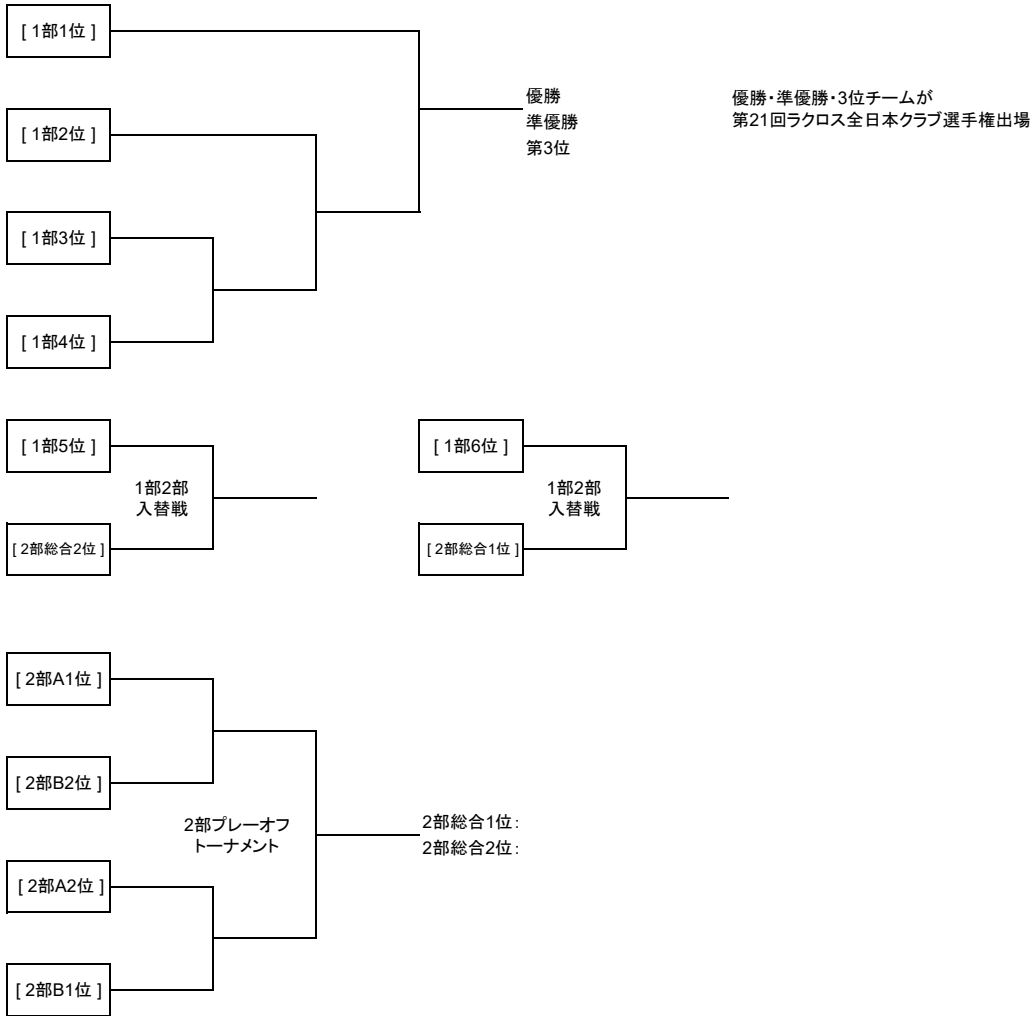 [ 1部1位 ]
優勝
準優勝
第3位
優勝・準優勝・3位チームが
第21回ラクロス全日本クラブ選手権出場
[ 1部2位 ]
[ 1部3位 ]
[ 1部4位 ]
[ 1部5位 ]
1部2部
入替戦
[ 2部総合2位 ]
[ 1部6位 ]
1部2部
入替戦
[ 2部総合1位 ]
[ 2部A1位 ]
[ 2部B2位 ]
2部プレーオフ
トーナメント
2部総合1位:
2部総合2位:
[ 2部A2位 ]
[ 2部B1位 ]